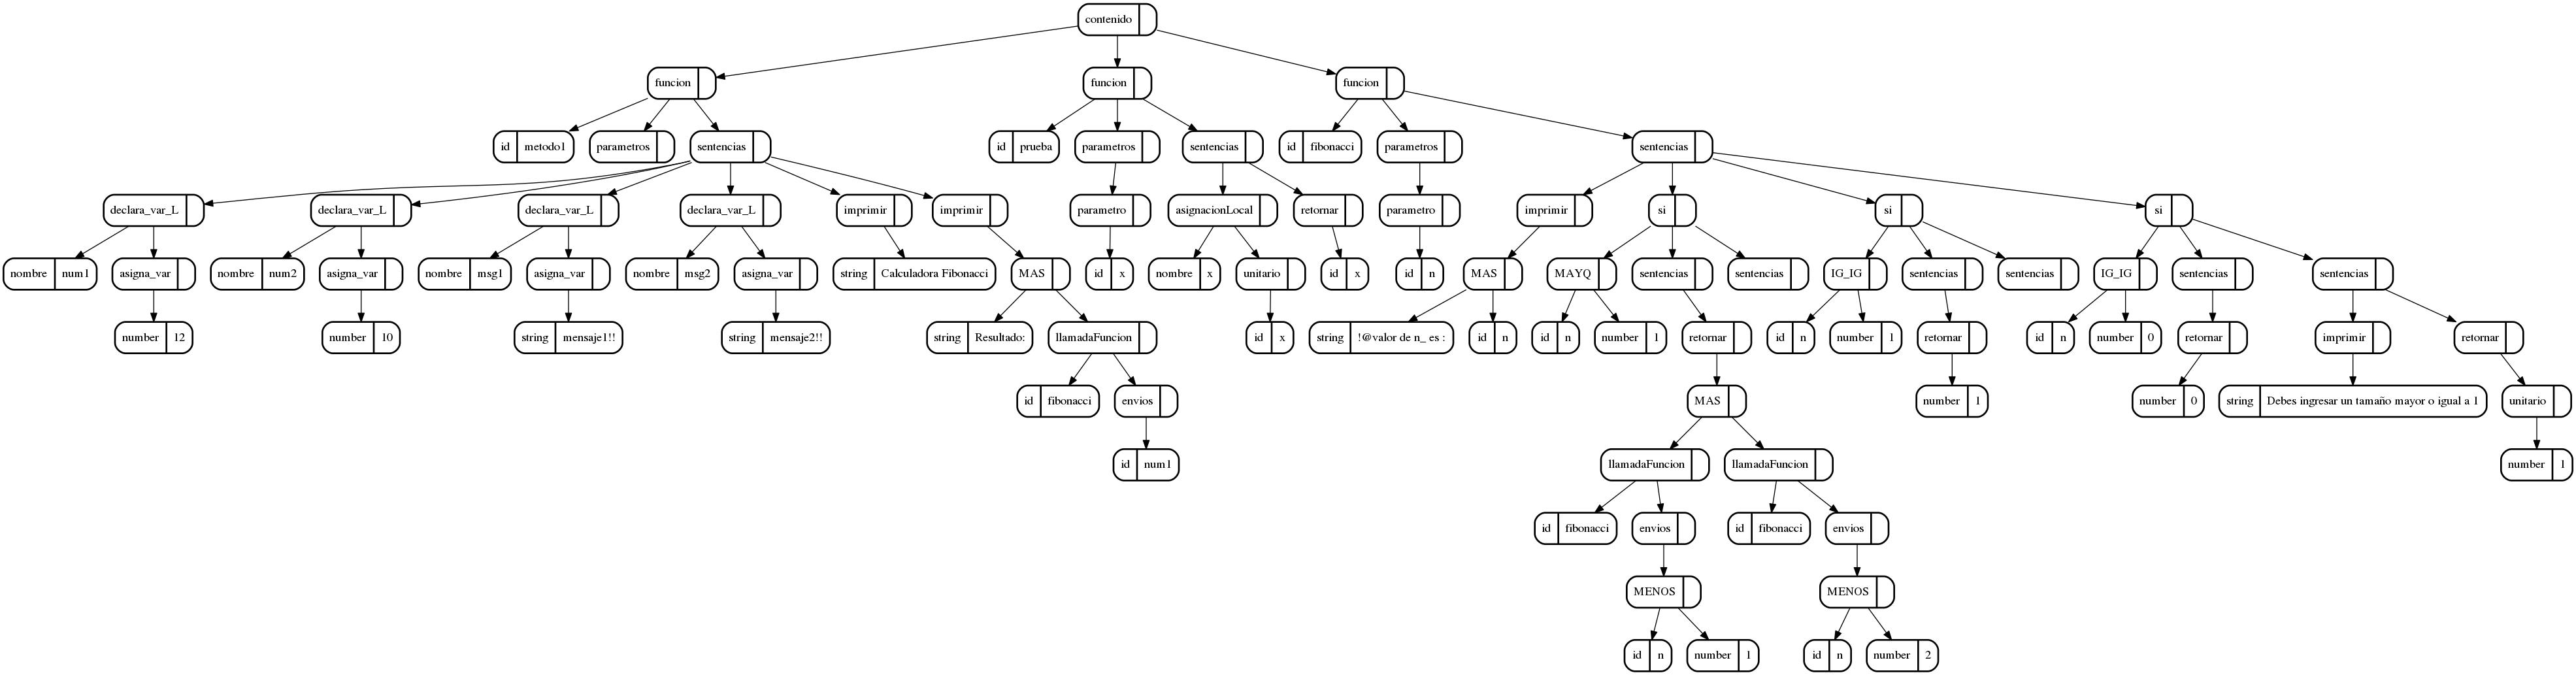 contenido
funcion funcion funcion
id metodo1 parametros sentencias id prueba parametros sentencias id fibonacci parametros sentencias
declara_var_L declara_var_L declara_var_L declara_var_L imprimir imprimir parametro asignacionLocal retornar parametro imprimir si si si
nombre num1 asigna_var nombre num2 asigna_var nombre msg1 asigna_var nombre msg2 asigna_var string Calculadora Fibonacci MAS id x nombre x unitario id x id n MAS MAYQ sentencias sentencias IG_IG sentencias sentencias IG_IG sentencias sentencias
number 12 number 10 string mensaje1!! string mensaje2!! string Resultado: llamadaFuncion id x string !@valor de n_ es : id n id n number 1 retornar id n number 1 retornar id n number 0 retornar imprimir retornar
id fibonacci envios MAS number 1 number 0 string Debes ingresar un tamaño mayor o igual a 1 unitario
id num1 llamadaFuncion llamadaFuncion number 1
id fibonacci envios id fibonacci envios
MENOS MENOS
id n number 1 id n number 2